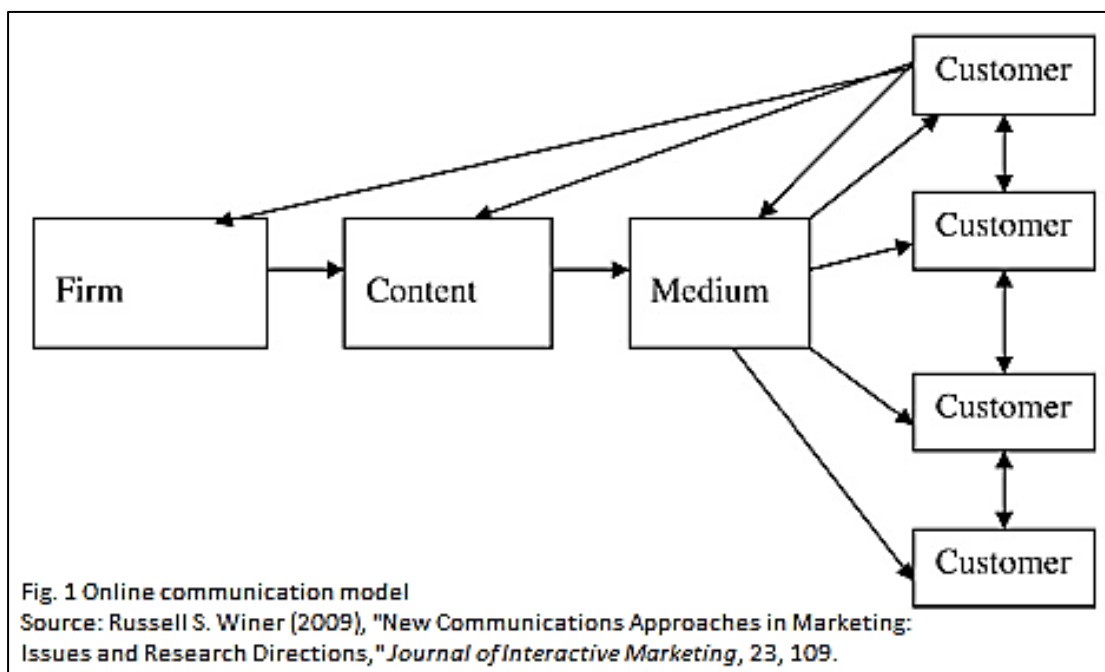 Customer
Customer
Firm
Content
Medium
Customer
Customer
Fig. 1 Online communication model
Source: Russell S. Winer (2009), "New Communications Approaches in Marketing:
Issues and Research Directions," Journal of Interactive Marketing, 23, 109.